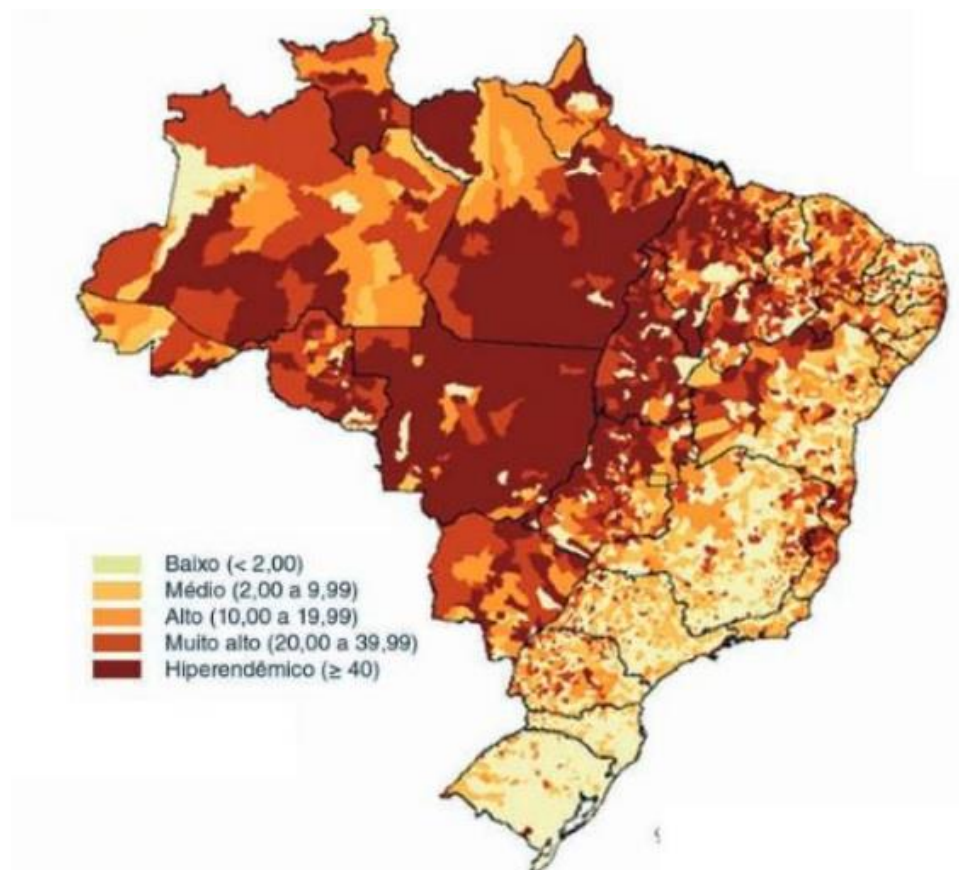 Baixo (< 2,00)
Médio (2,00 a 9,99)
Alto (10,00 a 19,99)
Muito alto (20,00 a 39,99)
Hiperendêmico (≥ 40)